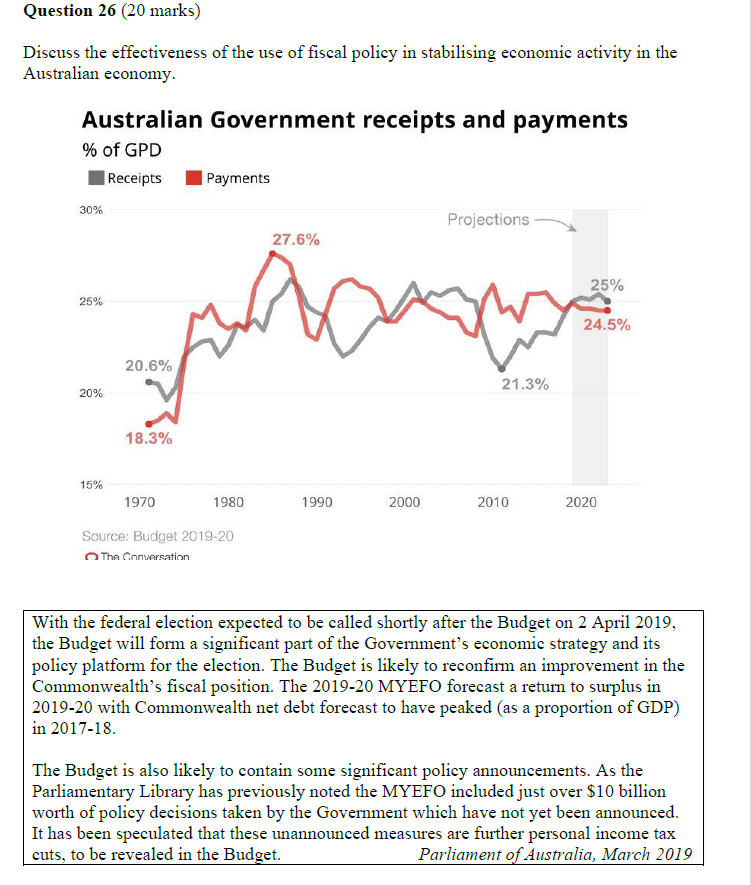 Question 26 (20 marks)
Discuss the effectiveness of the use of fiscal policy in stabilising economic activity in the
Australian economy.
Australian Government receipts and payments
% of GPD
Receipts Payments
30%
Projections
27.6%
25%
25%
24.5%
20.6%
20%
21.3%
18.3%
15%
1970 1980 1990 2000 2010 2020
Source: Budget 2019-20
The Conversation
With the federal election expected to be called shortly after the Budget on 2 April 2019,
the Budget will form a significant part of the Government's economic strategy and its
policy platform for the election. The Budget is likely to reconfirm an improvement in the
Commonwealth's fiscal position. The 2019-20 MYEFO forecast a return to surplus in
2019-20 with Commonwealth net debt forecast to have peaked (as a proportion of GDP)
in 2017-18.
The Budget is also likely to contain some significant policy announcements. As the
Parliamentary Library has previously noted the MYEFO included just over $10 billion
worth of policy decisions taken by the Government which have not yet been announced.
It has been speculated that these unannounced measures are further personal income tax
cuts, to be revealed in the Budget. Parliament of Australia, March 2019